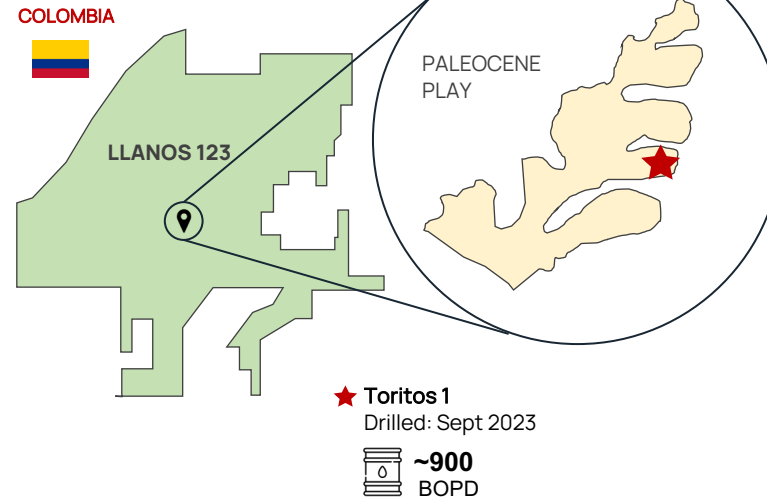 COLOMBIA
LLANOS 123
PALEOCENE
PLAY
Toritos 1
Drilled: Sept 2023
~900
BOPD